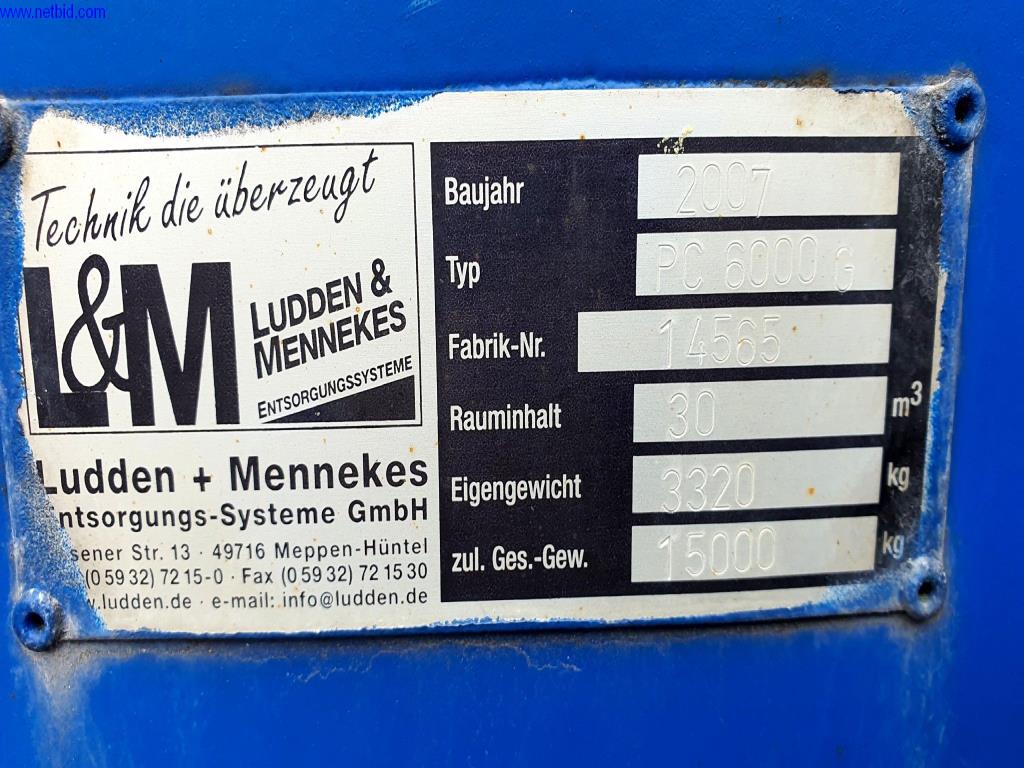 www.netbid.com
Technik die überzeugt
L&M
LUDDEN &
MENNEKES
ENTSORGUNGSSYSTEME
Ludden + Mennekes
Entsorgungs-Systeme GmbH
Str. 13 · 49716 Meppen-Hüntel
(0 59 32) 72 15-0 · Fax (0 59 32) 72 15 30
.ludden.de · e-mail: info@ludden.de
Baujahr 2007
Typ PC 6000 G
Fabrik-Nr. 14565
Rauminhalt 30 m³
Eigengewicht 3320 kg
zul. Ges.-Gew. 15000 kg